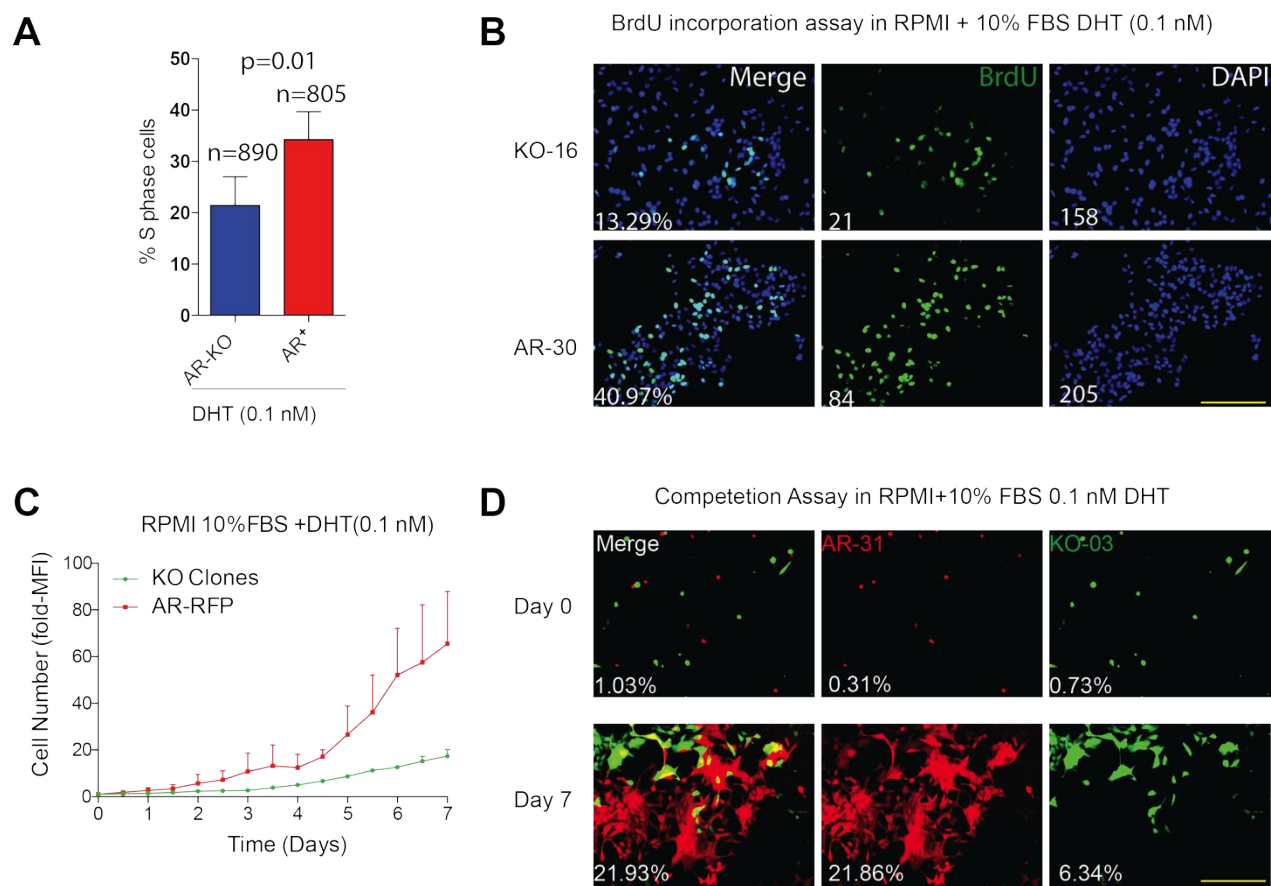 A
% S phase cells
50
40
30
20
10
0
p=0.01
n=805
n=890
AR-KO
AR+
DHT (0.1 nM)
B
BrdU incorporation assay in RPMI + 10% FBS DHT (0.1 nM)
Merge
BrdU
DAPI
KO-16
13.29%
21
158
AR-30
40.97%
84
205
C
RPMI 10%FBS +DHT(0.1 nM)
Cell Number (fold-MFI)
100
80
60
40
20
0
KO Clones
AR-RFP
0 1 2 3 4 5 6 7
Time (Days)
D
Competetion Assay in RPMI+10% FBS 0.1 nM DHT
Merge
AR-31
KO-03
Day 0
1.03%
0.31%
0.73%
Day 7
21.93%
21.86%
6.34%